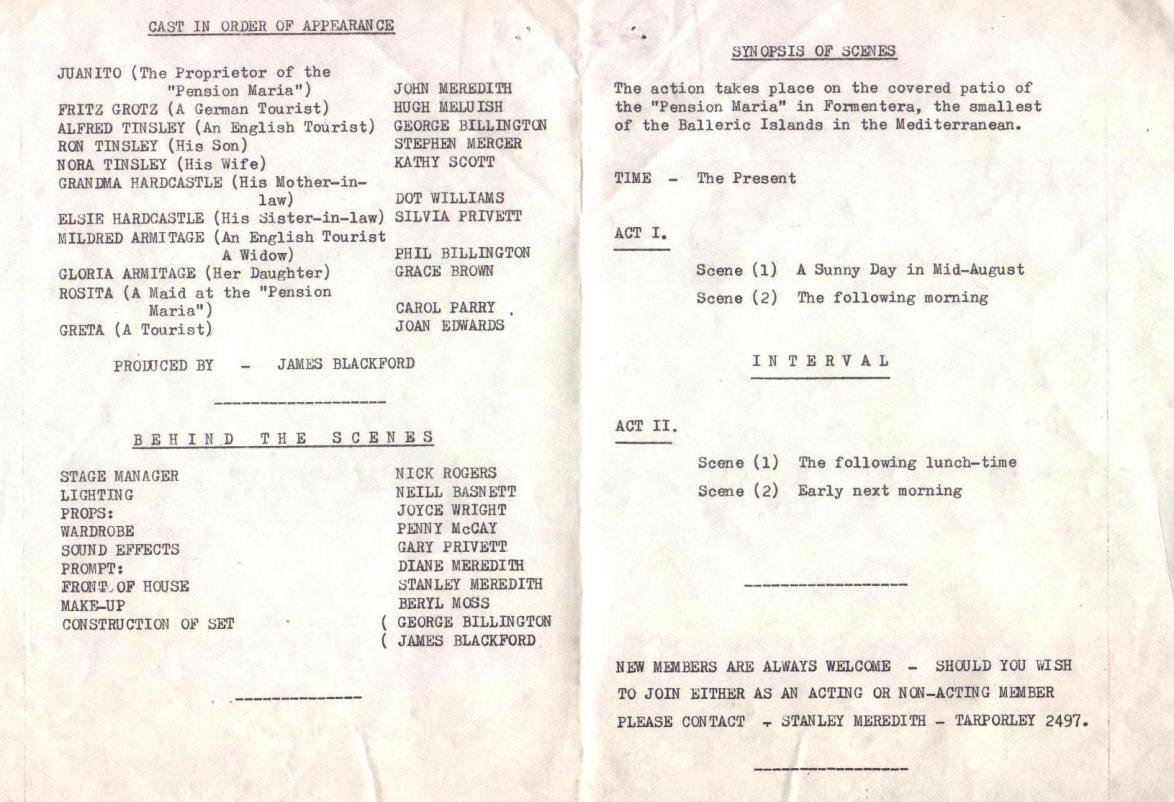 CAST IN ORDER OF APPEARANCE
JUANITO (The Proprietor of the
"Pension Maria") JOHN MEREDITH
FRITZ GROTZ (A German Tourist) HUGH MELUISH
ALFRED TINSLEY (An English Tourist) GEORGE BILLINGTON
RON TINSLEY (His Son) STEPHEN MERCER
NORA TINSLEY (His Wife) KATHY SCOTT
GRANDMA HARDCASTLE (His Mother-in-
law) DOT WILLIAMS
ELSIE HARDCASTLE (His Sister-in-law) SILVIA PRIVETT
MILDRED ARMITAGE (An English Tourist
A Widow) PHIL BILLINGTON
GLORIA ARMITAGE (Her Daughter) GRACE BROWN
ROSITA (A Maid at the "Pension
Maria") CAROL PARRY
GRETA (A Tourist) JOAN EDWARDS
PRODUCED BY - JAMES BLACKFORD
BEHIND THE SCENES
STAGE MANAGER NICK ROGERS
LIGHTING NEILL BASNETT
PROPS: JOYCE WRIGHT
WARDROBE PENNY McCAY
SOUND EFFECTS GARY PRIVETT
PROMPT: DIANE MEREDITH
FRONT OF HOUSE STANLEY MEREDITH
MAKE-UP BERYL MOSS
CONSTRUCTION OF SET ( GEORGE BILLINGTON
( JAMES BLACKFORD
SYNOPSIS OF SCENES
The action takes place on the covered patio of
the "Pension Maria" in Formentera, the smallest
of the Balleric Islands in the Mediterranean.
TIME - The Present
ACT I.
Scene (1) A Sunny Day in Mid-August
Scene (2) The following morning
INTERVAL
ACT II.
Scene (1) The following lunch-time
Scene (2) Early next morning
NEW MEMBERS ARE ALWAYS WELCOME - SHOULD YOU WISH
TO JOIN EITHER AS AN ACTING OR NON-ACTING MEMBER
PLEASE CONTACT - STANLEY MEREDITH - TARPORLEY 2497.